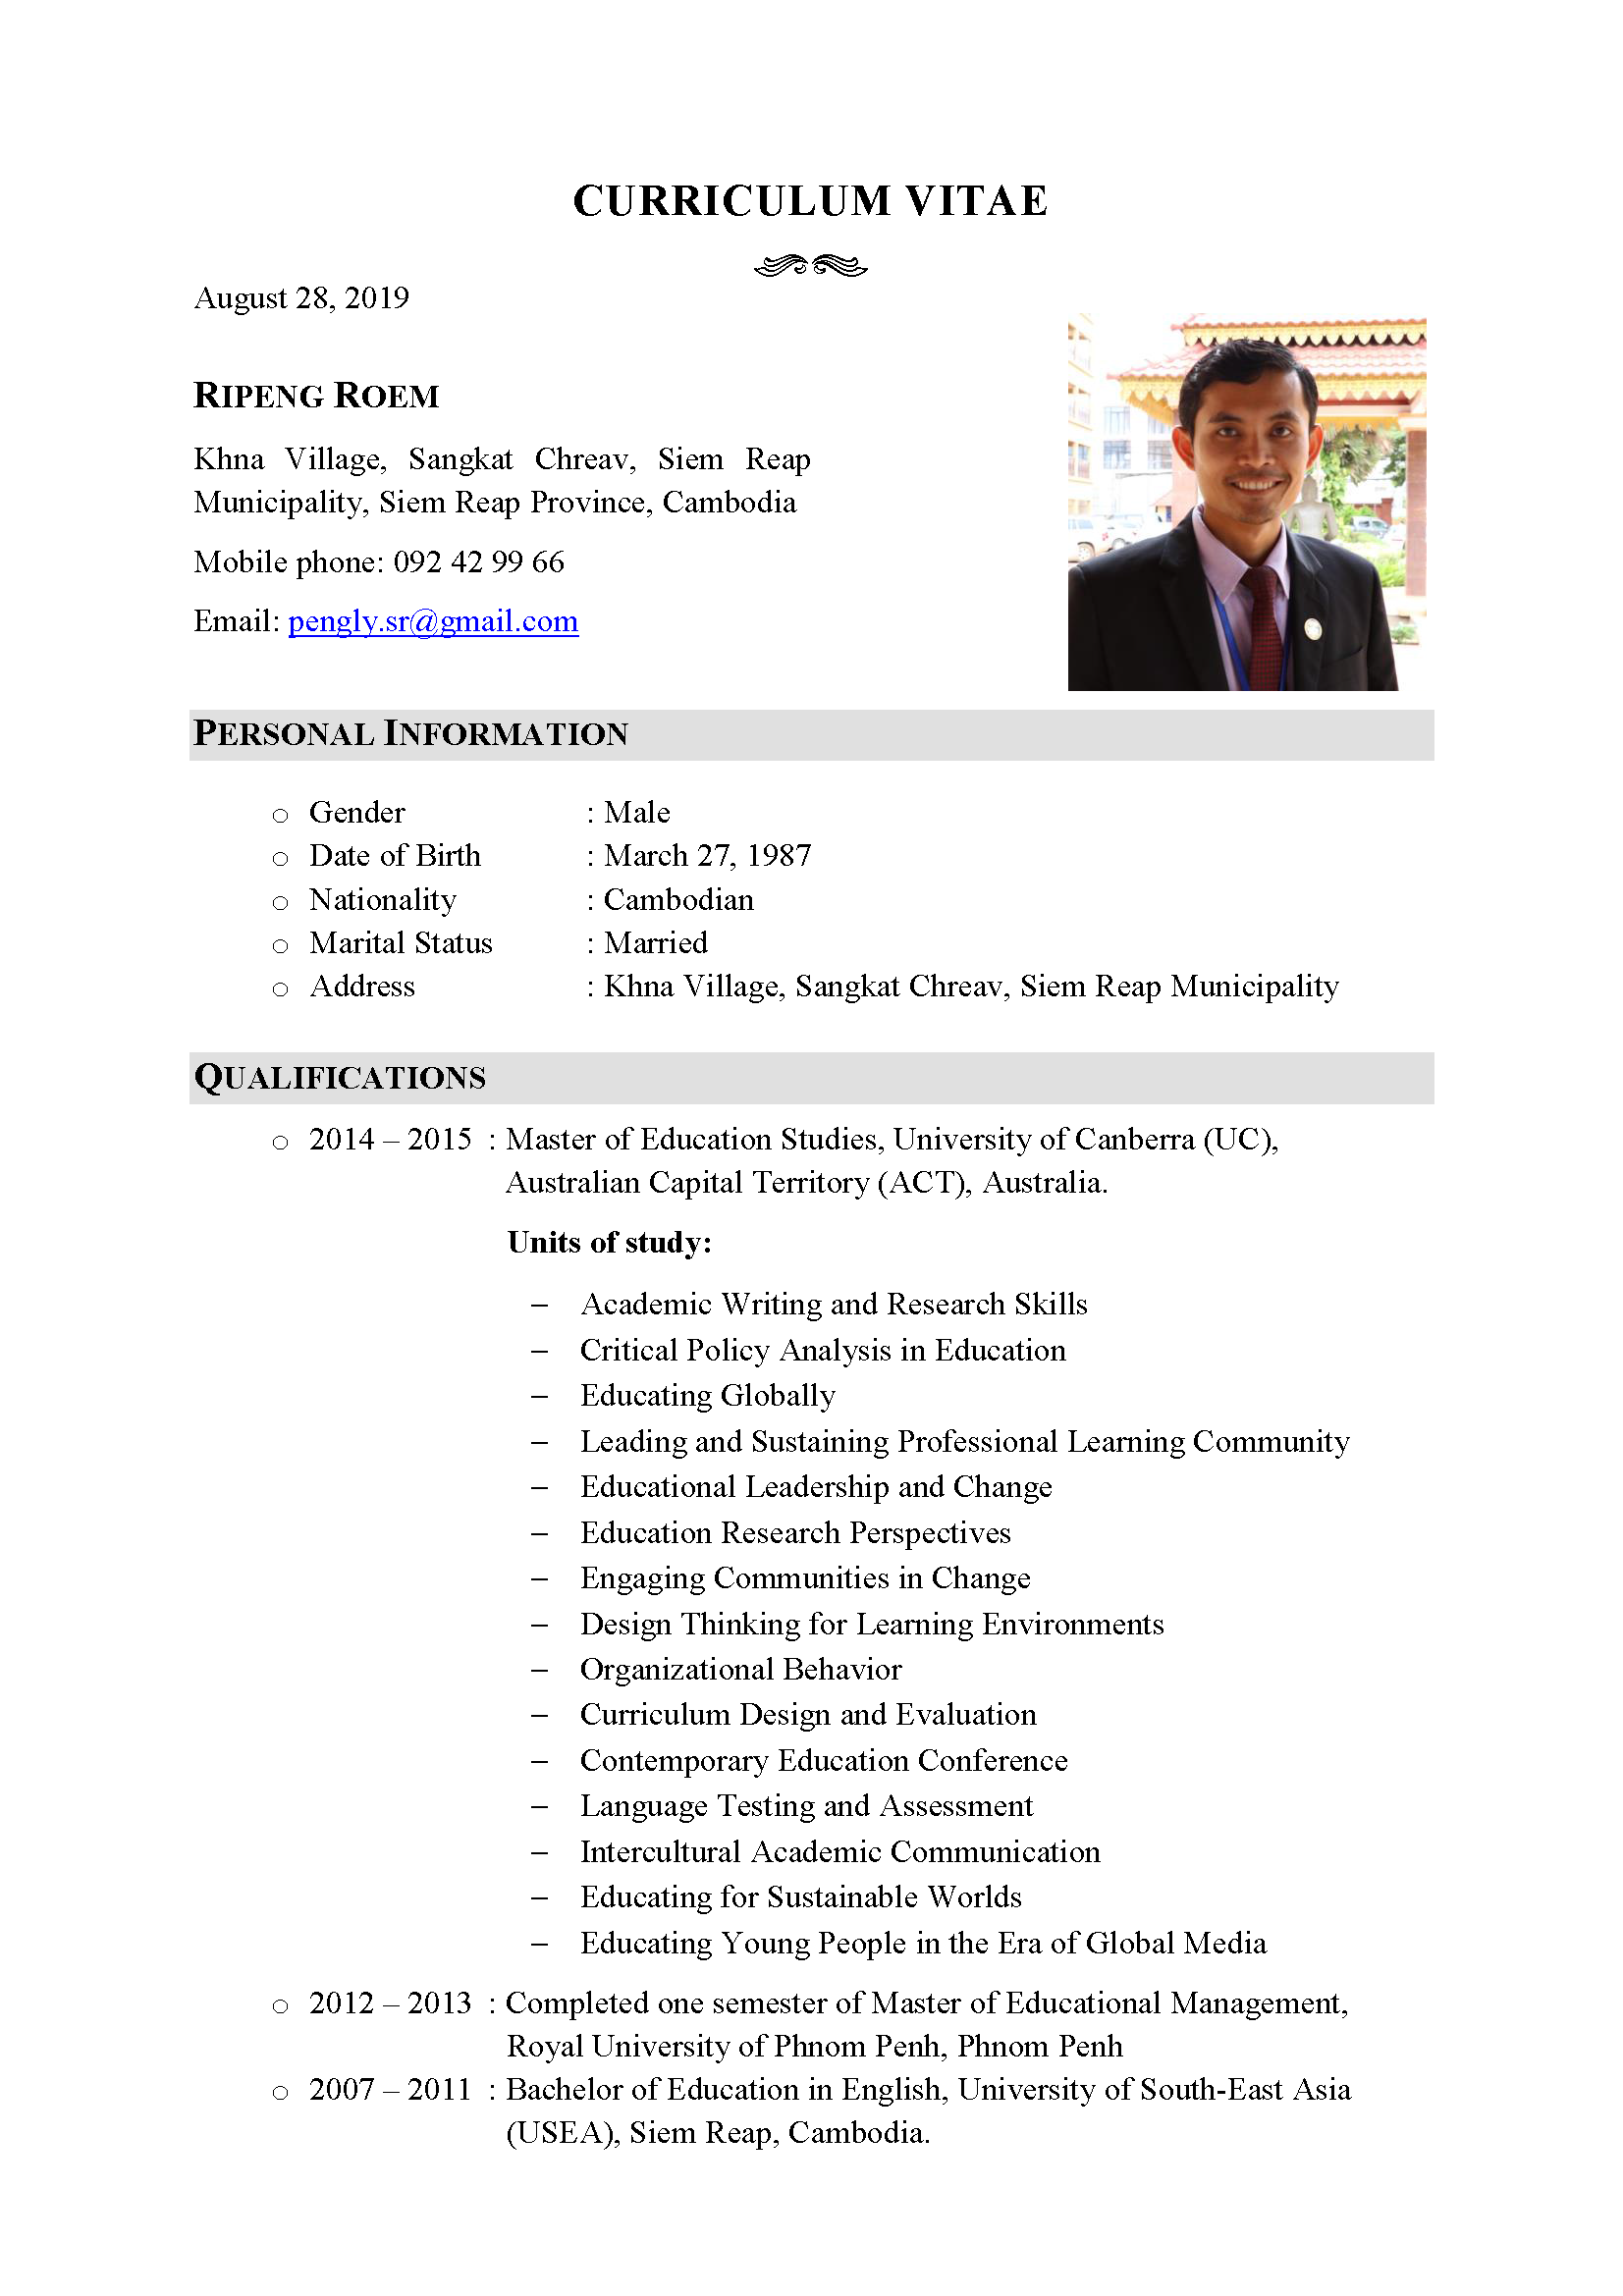 CURRICULUM VITAE
August 28, 2019
RIPENG ROEM
Khna Village, Sangkat Chreav, Siem Reap
Municipality, Siem Reap Province, Cambodia
Mobile phone: 092 42 99 66
Email: pengly.sr@gmail.com
PERSONAL INFORMATION
o Gender : Male
o Date of Birth : March 27, 1987
o Nationality : Cambodian
o Marital Status : Married
o Address : Khna Village, Sangkat Chreav, Siem Reap Municipality
QUALIFICATIONS
o 2014 – 2015 : Master of Education Studies, University of Canberra (UC),
Australian Capital Territory (ACT), Australia.
Units of study:
– Academic Writing and Research Skills
– Critical Policy Analysis in Education
– Educating Globally
– Leading and Sustaining Professional Learning Community
– Educational Leadership and Change
– Education Research Perspectives
– Engaging Communities in Change
– Design Thinking for Learning Environments
– Organizational Behavior
– Curriculum Design and Evaluation
– Contemporary Education Conference
– Language Testing and Assessment
– Intercultural Academic Communication
– Educating for Sustainable Worlds
– Educating Young People in the Era of Global Media
o 2012 – 2013 : Completed one semester of Master of Educational Management,
Royal University of Phnom Penh, Phnom Penh
o 2007 – 2011 : Bachelor of Education in English, University of South-East Asia
(USEA), Siem Reap, Cambodia.